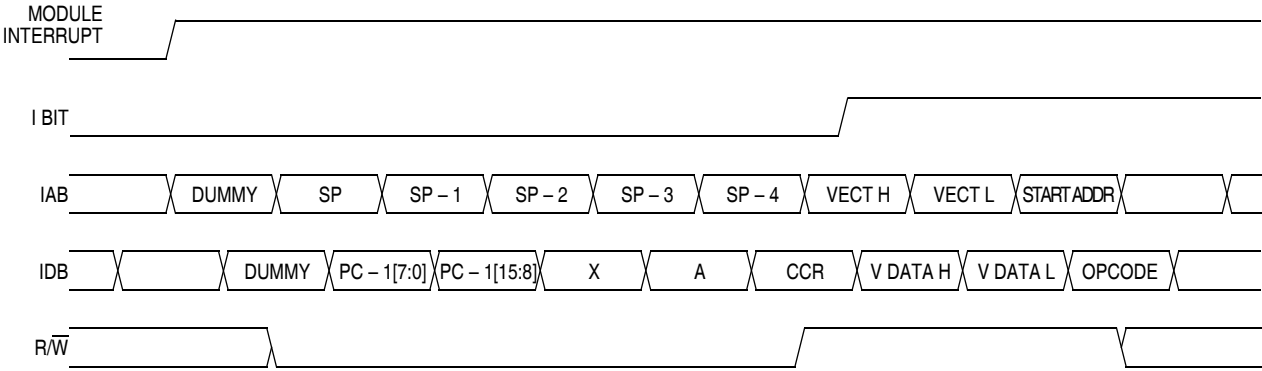 MODULE
INTERRUPT
I BIT
IAB DUMMY SP SP – 1 SP – 2 SP – 3 SP – 4 VECT H VECT L START ADDR
IDB DUMMY PC – 1[7:0] PC – 1[15:8] X A CCR V DATA H V DATA L OPCODE
R/W̅